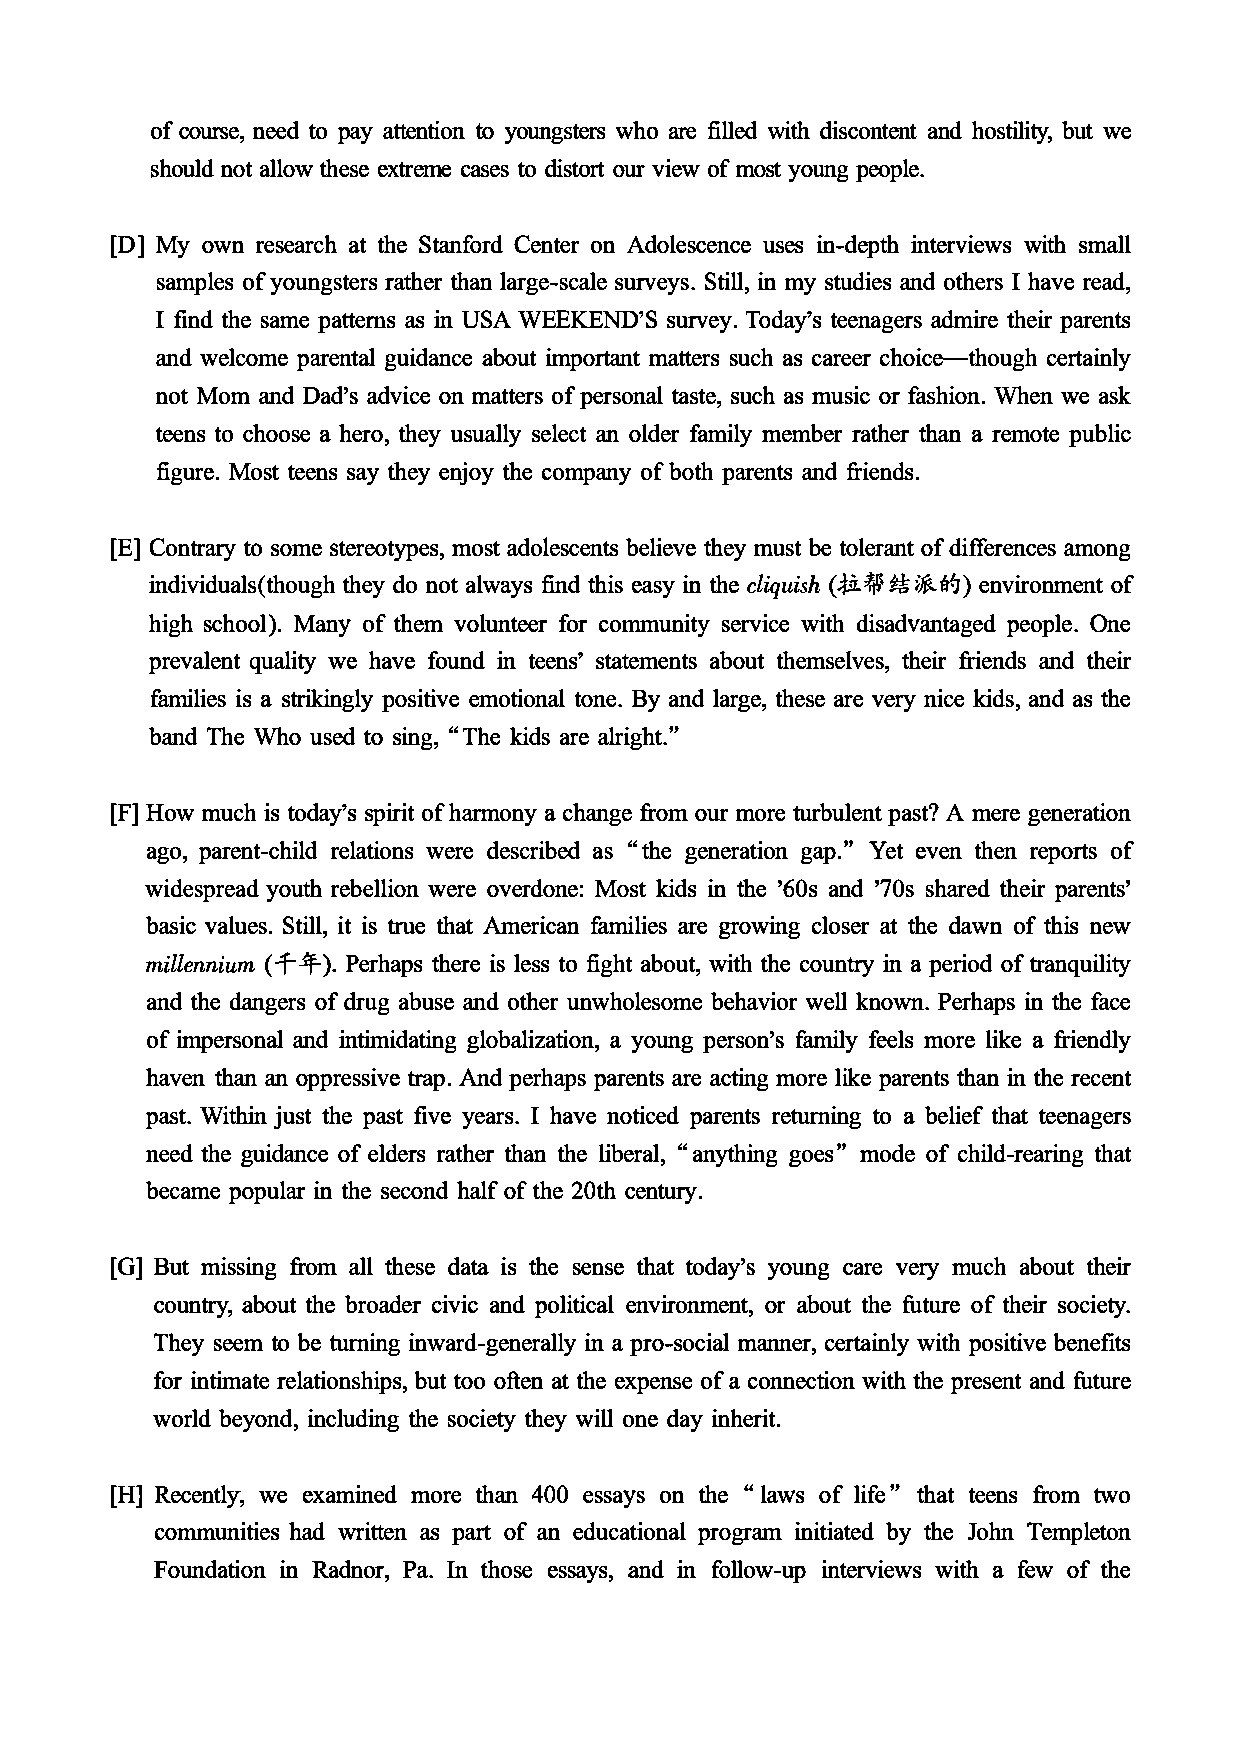 of course, need to pay attention to youngsters who are filled with discontent and hostility, but we
should not allow these extreme cases to distort our view of most young people.
[D] My own research at the Stanford Center on Adolescence uses in-depth interviews with small
samples of youngsters rather than large-scale surveys. Still, in my studies and others I have read,
I find the same patterns as in USA WEEKEND’S survey. Today’s teenagers admire their parents
and welcome parental guidance about important matters such as career choice—though certainly
not Mom and Dad’s advice on matters of personal taste, such as music or fashion. When we ask
teens to choose a hero, they usually select an older family member rather than a remote public
figure. Most teens say they enjoy the company of both parents and friends.
[E] Contrary to some stereotypes, most adolescents believe they must be tolerant of differences among
individuals(though they do not always find this easy in the cliquish (拉帮结派的) environment of
high school). Many of them volunteer for community service with disadvantaged people. One
prevalent quality we have found in teens’ statements about themselves, their friends and their
families is a strikingly positive emotional tone. By and large, these are very nice kids, and as the
band The Who used to sing, “The kids are alright.”
[F] How much is today’s spirit of harmony a change from our more turbulent past? A mere generation
ago, parent-child relations were described as “the generation gap.” Yet even then reports of
widespread youth rebellion were overdone: Most kids in the ’60s and ’70s shared their parents’
basic values. Still, it is true that American families are growing closer at the dawn of this new
millennium (千年). Perhaps there is less to fight about, with the country in a period of tranquility
and the dangers of drug abuse and other unwholesome behavior well known. Perhaps in the face
of impersonal and intimidating globalization, a young person’s family feels more like a friendly
haven than an oppressive trap. And perhaps parents are acting more like parents than in the recent
past. Within just the past five years. I have noticed parents returning to a belief that teenagers
need the guidance of elders rather than the liberal, “anything goes” mode of child-rearing that
became popular in the second half of the 20th century.
[G] But missing from all these data is the sense that today’s young care very much about their
country, about the broader civic and political environment, or about the future of their society.
They seem to be turning inward-generally in a pro-social manner, certainly with positive benefits
for intimate relationships, but too often at the expense of a connection with the present and future
world beyond, including the society they will one day inherit.
[H] Recently, we examined more than 400 essays on the “laws of life” that teens from two
communities had written as part of an educational program initiated by the John Templeton
Foundation in Radnor, Pa. In those essays, and in follow-up interviews with a few of the